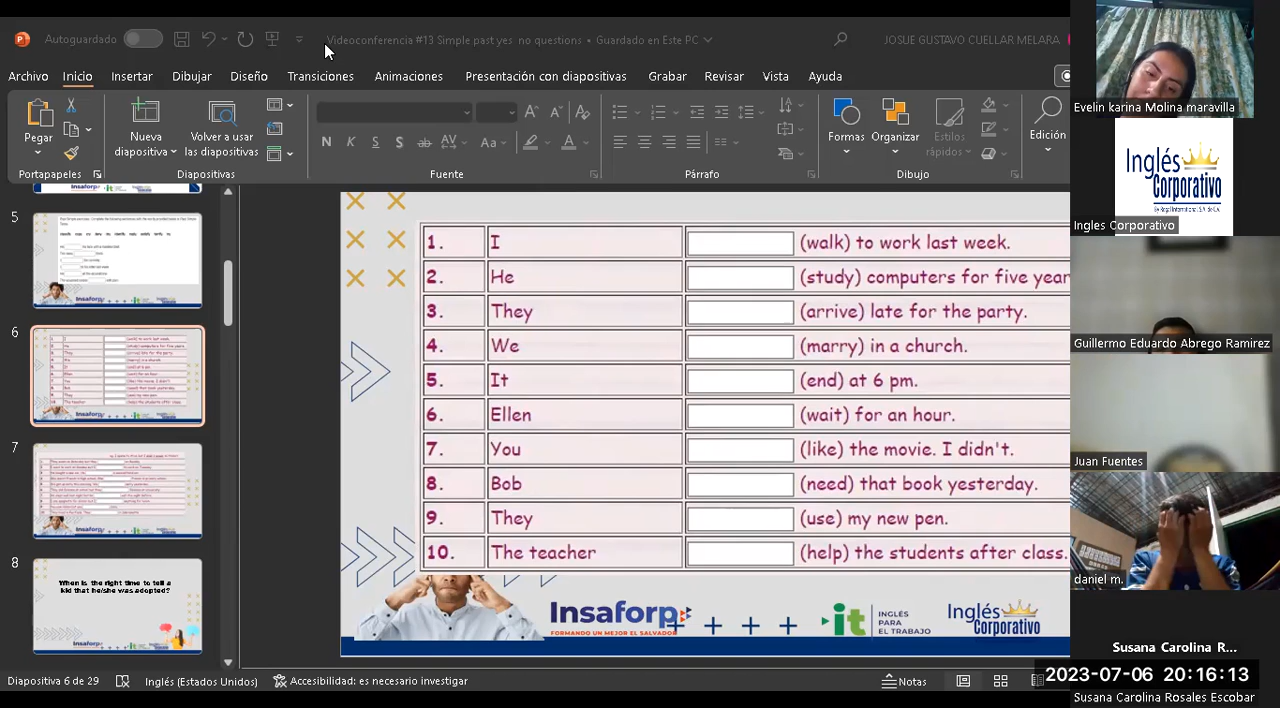 Autoguardado
Videoconferencia #13 Simple past yes no questions • Guardado en Este PC
JOSUE GUSTAVO CUELLAR MELARA
Archivo Inicio Insertar Dibujar Diseño Transiciones Animaciones Presentación con diapositivas Grabar Revisar Vista Ayuda
Pegar
Nueva diapositiva
Volver a usar las diapositivas
Formas
Organizar
Estilos rápidos
Edición
Portapapeles
Diapositivas
Fuente
Párrafo
Dibujo
5
6
7
8
When is the right time to tell a
kid that he/she was adopted?
1. I (walk) to work last week.
2. He (study) computers for five year
3. They (arrive) late for the party.
4. We (marry) in a church.
5. It (end) at 6 pm.
6. Ellen (wait) for an hour.
7. You (like) the movie. I didn't.
8. Bob (need) that book yesterday.
9. They (use) my new pen.
10. The teacher (help) the students after class.
Insaforp
FORMANDO UN MEJOR EL SALVADOR
it INGLÉS PARA EL TRABAJO
Inglés Corporativo
Diapositiva 6 de 29
Inglés (Estados Unidos)
Accesibilidad: es necesario investigar
Notas
Evelin karina Molina maravilla
Inglés
Corporativo
Ingles Corporativo
Guillermo Eduardo Abrego Ramirez
Juan Fuentes
daniel m.
Susana Carolina R...
2023-07-06 20:16:13
Susana Carolina Rosales Escobar